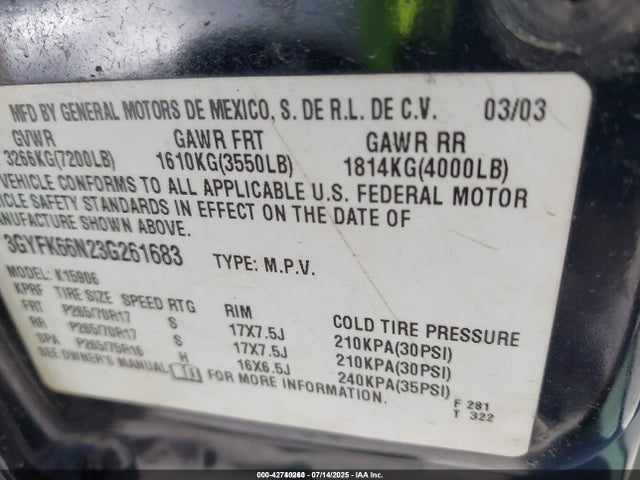 MFD BY GENERAL MOTORS DE MEXICO, S. DE R.L. DE C.V. 03/03
GVWR GAWR FRT GAWR RR
3266KG(7200LB) 1610KG(3550LB) 1814KG(4000LB)
VEHICLE CONFORMS TO ALL APPLICABLE U.S. FEDERAL MOTOR
ICLE SAFETY STANDARDS IN EFFECT ON THE DATE OF
NUFACTURE SHOWN ABOVE.
3GYFK66N23G261683 TYPE: M.P.V.
MODEL: K15906
KPRF TIRE SIZE SPEED RTG RIM COLD TIRE PRESSURE
FRT P265/70R17 S 17X7.5J 210KPA(30PSI)
RR P265/70R17 S 17X7.5J 210KPA(30PSI)
SPA P265/75R16 H 16X6.5J 240KPA(35PSI)
SEE OWNER'S MANUAL FOR MORE INFORMATION.
F 281
T 322
07/14/2025 - IAA Inc.